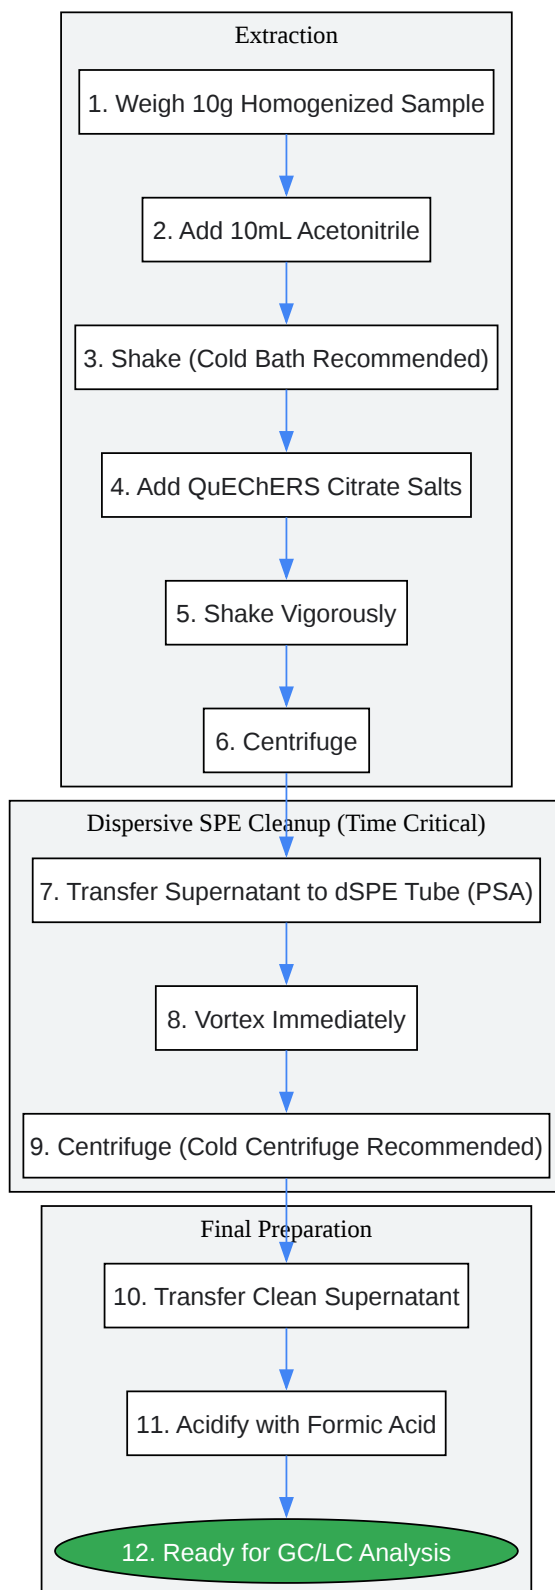 Extraction
1. Weigh 10g Homogenized Sample
2. Add 10mL Acetonitrile
3. Shake (Cold Bath Recommended)
4. Add QuEChERS Citrate Salts
5. Shake Vigorously
6. Centrifuge
Dispersive SPE Cleanup (Time Critical)
7. Transfer Supernatant to dSPE Tube (PSA)
8. Vortex Immediately
9. Centrifuge (Cold Centrifuge Recommended)
Final Preparation
10. Transfer Clean Supernatant
11. Acidify with Formic Acid
12. Ready for GC/LC Analysis